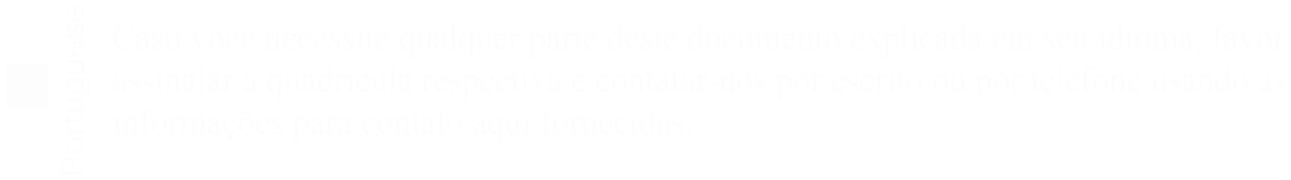 Portuguese
Caso você necessite qualquer parte deste documento explicada em seu idioma, favor
assinalar a quadrícula respectiva e contatar-nos por escrito ou por telefone usando as
informações para contato aqui fornecidas.